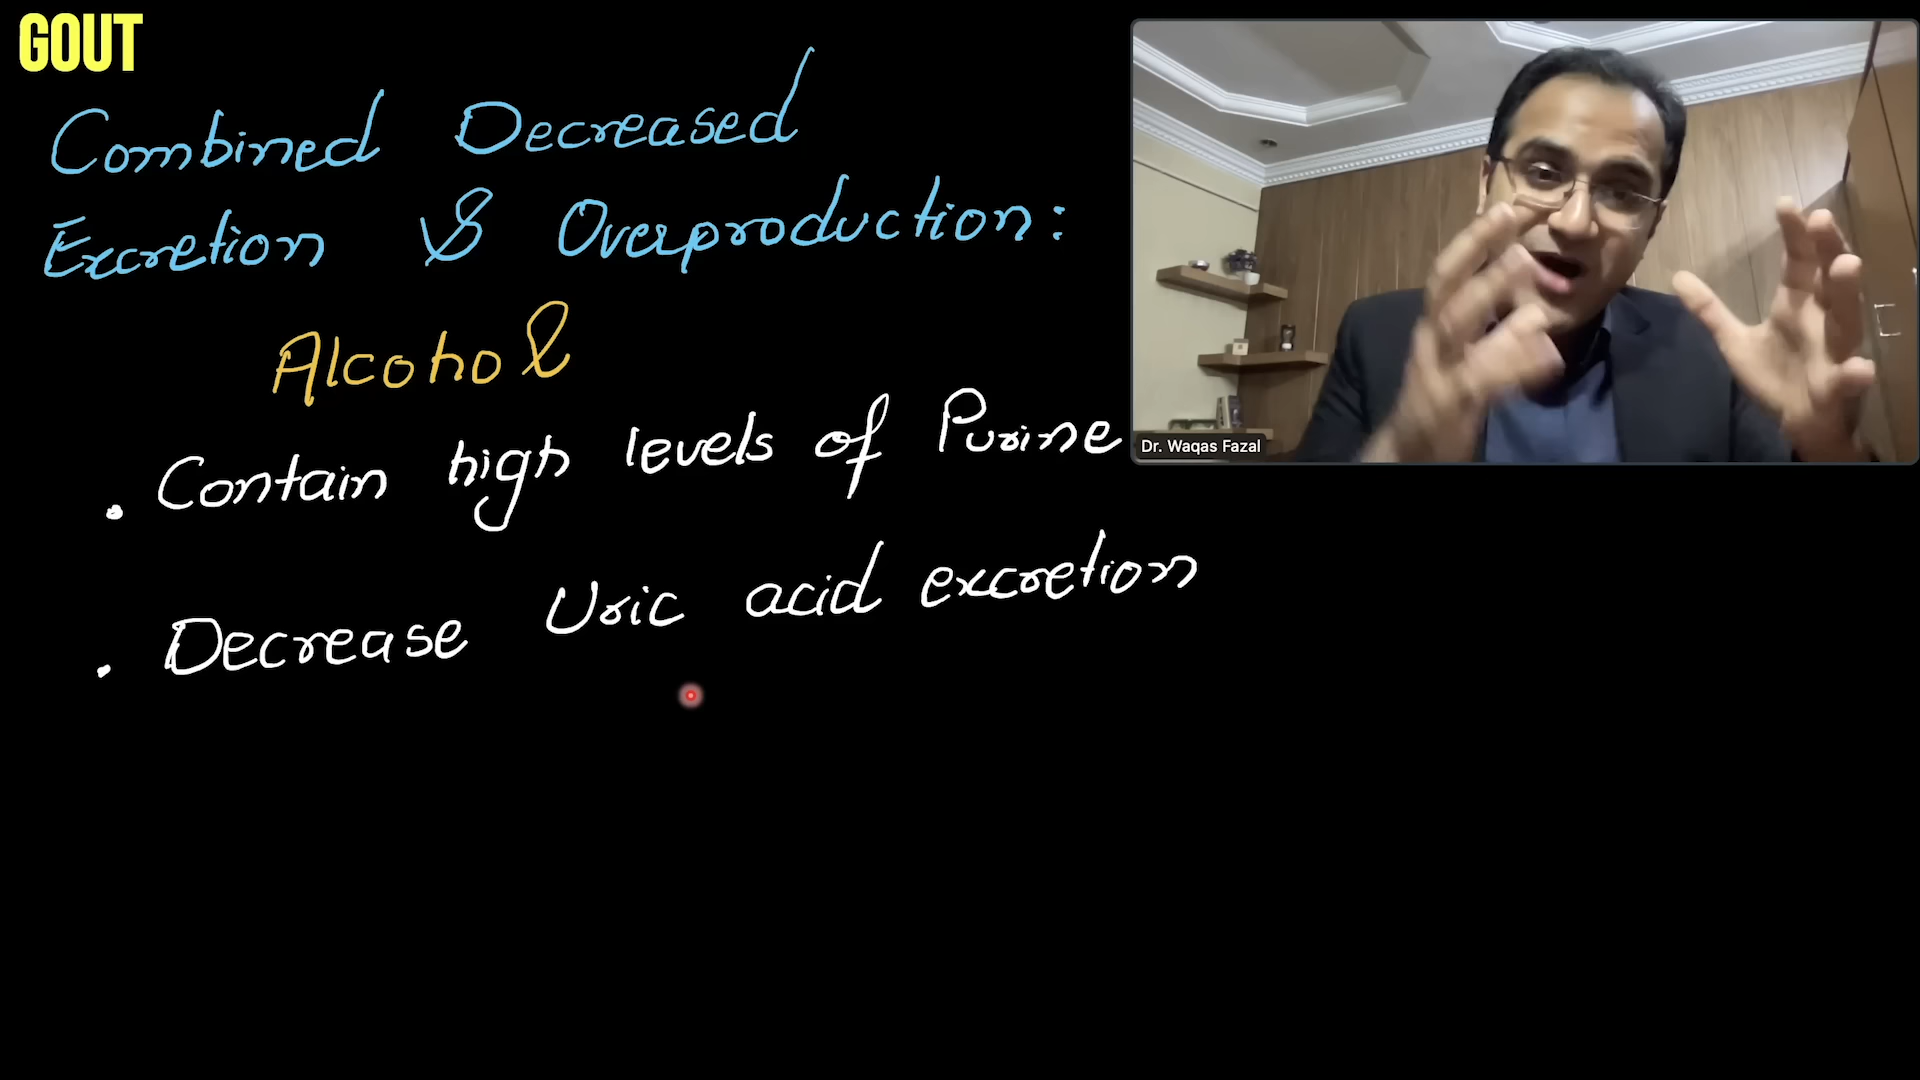 GOUT
Combined Decreased
Excretion & Overproduction:
Alcohol
. Contain high levels of Purine
. Decrease Uric acid excretion
Dr. Waqas Fazal